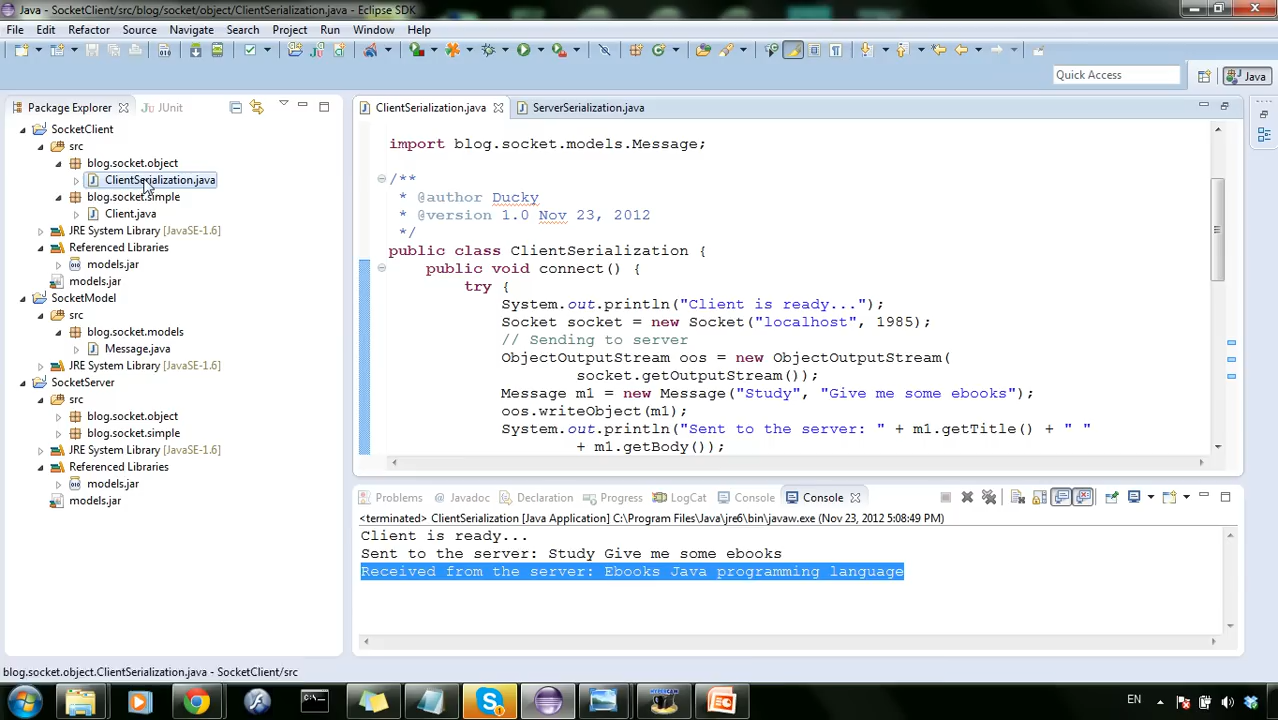 Java - SocketClient/src/blog/socket/object/ClientSerialization.java - Eclipse SDK
File Edit Refactor Source Navigate Search Project Run Window Help
Quick Access
Java
Package Explorer
JUnit
SocketClient
src
blog.socket.object
ClientSerialization.java
blog.socket.simple
Client.java
JRE System Library [JavaSE-1.6]
Referenced Libraries
models.jar
models.jar
SocketModel
src
blog.socket.models
Message.java
JRE System Library [JavaSE-1.6]
SocketServer
src
blog.socket.object
blog.socket.simple
JRE System Library [JavaSE-1.6]
Referenced Libraries
models.jar
models.jar
ClientSerialization.java
ServerSerialization.java
import blog.socket.models.Message;
/**
* @author Ducky
* @version 1.0 Nov 23, 2012
*/
public class ClientSerialization {
public void connect() {
try {
System.out.println("Client is ready...");
Socket socket = new Socket("localhost", 1985);
// Sending to server
ObjectOutputStream oos = new ObjectOutputStream(
socket.getOutputStream());
Message m1 = new Message("Study", "Give me some ebooks");
oos.writeObject(m1);
System.out.println("Sent to the server: " + m1.getTitle() + " "
+ m1.getBody());
Problems Javadoc Declaration Progress LogCat Console Console
<terminated> ClientSerialization [Java Application] C:\Program Files\Java\jre6\bin\javaw.exe (Nov 23, 2012 5:08:49 PM)
Client is ready...
Sent to the server: Study Give me some ebooks
Received from the server: Ebooks Java programming language
blog.socket.object.ClientSerialization.java - SocketClient/src
EN